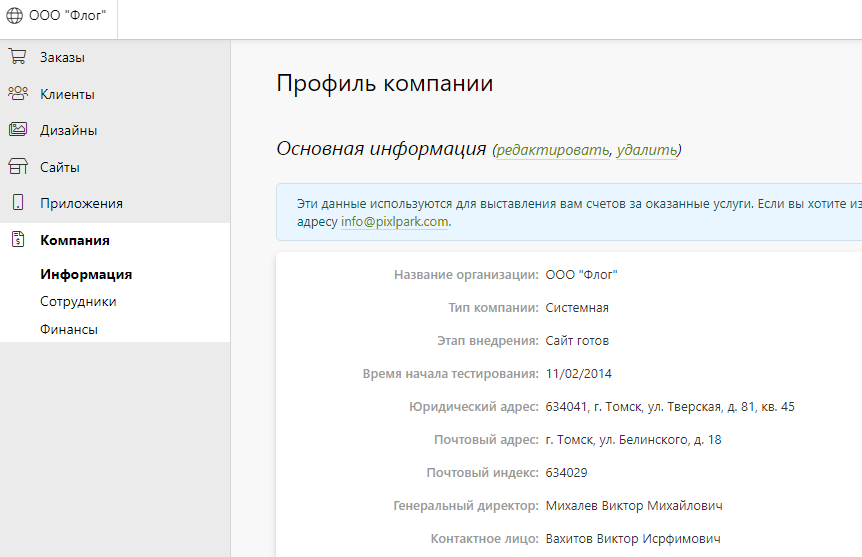 ООО "Флог"
Заказы
Клиенты
Дизайны
Сайты
Приложения
Компания
Информация
Сотрудники
Финансы
Профиль компании
Основная информация (редактировать, удалить)
Эти данные используются для выставления вам счетов за оказанные услуги. Если вы хотите из
адресу info@pixlpark.com.
Название организации: ООО "Флог"
Тип компании: Системная
Этап внедрения: Сайт готов
Время начала тестирования: 11/02/2014
Юридический адрес: 634041, г. Томск, ул. Тверская, д. 81, кв. 45
Почтовый адрес: г. Томск, ул. Белинского, д. 18
Почтовый индекс: 634029
Генеральный директор: Михалев Виктор Михайлович
Контактное лицо: Вахитов Виктор Исрфимович